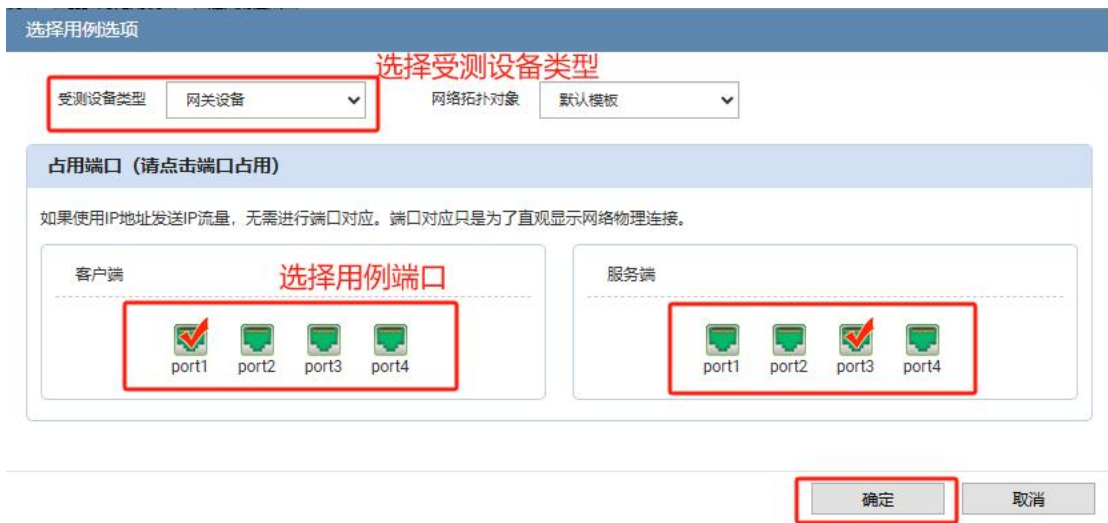 选择用例选项
选择受测设备类型
受测设备类型 网关设备 网络拓扑对象 默认模板
占用端口（请点击端口占用）
如果使用IP地址发送IP流量，无需进行端口对应。端口对应只是为了直观显示网络物理连接。
客户端 选择用例端口 服务端
port1 port2 port3 port4 port1 port2 port3 port4
确定 取消